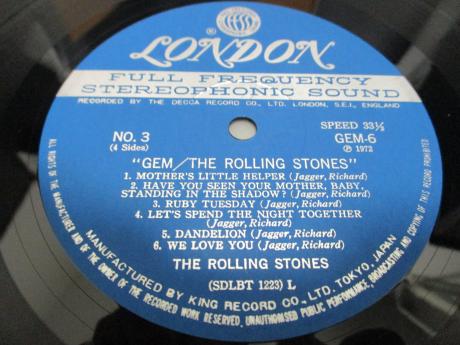 LONDON
®
FULL FREQUENCY
STEREOPHONIC SOUND
RECORDED BY THE DECCA RECORD CO., LTD. LONDON, S.E.I., ENGLAND
NO. 3
(4 Sides)
SPEED 33⅓
GEM-6
℗ 1972
"GEM/THE ROLLING STONES"
1. MOTHER'S LITTLE HELPER (Jagger, Richard)
2. HAVE YOU SEEN YOUR MOTHER, BABY,
STANDING IN THE SHADOW? (Jagger, Richard)
3. RUBY TUESDAY (Jagger, Richard)
4. LET'S SPEND THE NIGHT TOGETHER
(Jagger, Richard)
5. DANDELION (Jagger, Richard)
6. WE LOVE YOU (Jagger, Richard)
THE ROLLING STONES
(SDLBT 1223) L
MANUFACTURED BY KING RECORD CO., LTD. TOKYO, JAPAN
ALL RIGHTS OF THE MANUFACTURER AND OF THE OWNER OF THE RECORDED WORK RESERVED, UNAUTHORISED PUBLIC PERFORMANCE, BROADCASTING AND COPYING OF THIS RECORD PROHIBITED